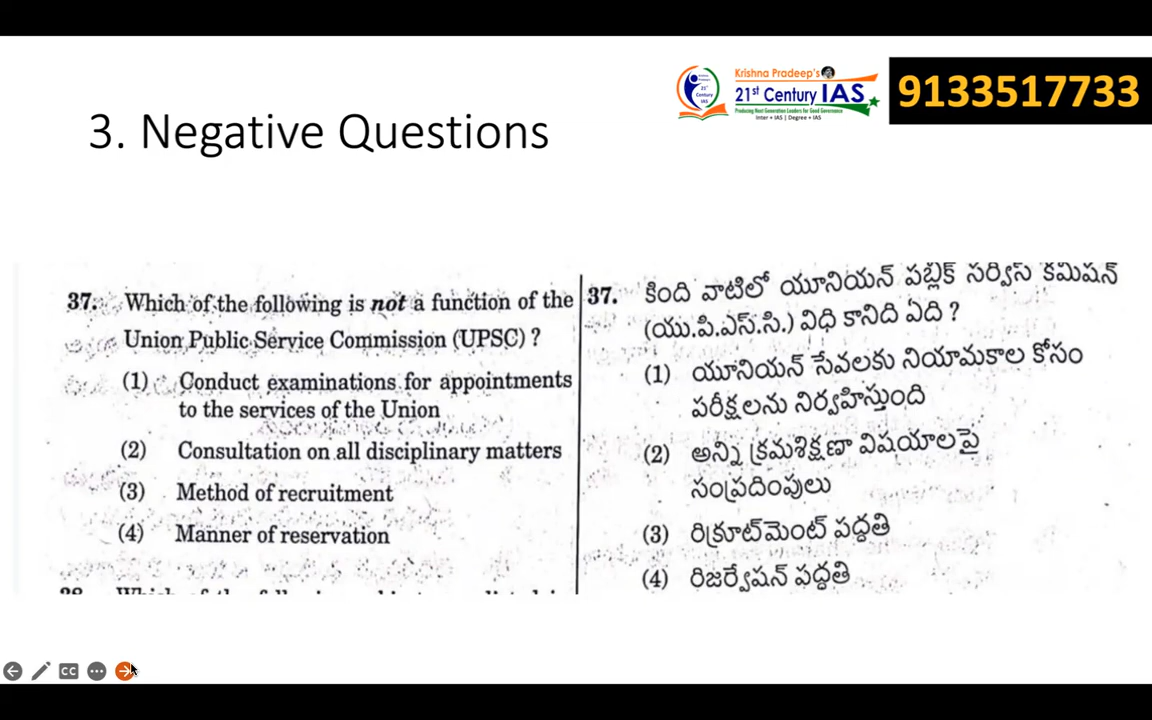 Krishna Pradeep's
21st Century IAS
Producing Next Generation Leaders for Good Governance
Inter • IAS | Degree • IAS
9133517733
3. Negative Questions
37. Which of the following is not a function of the
Union Public Service Commission (UPSC) ?
(1) Conduct examinations for appointments
to the services of the Union
(2) Consultation on all disciplinary matters
(3) Method of recruitment
(4) Manner of reservation
37. కింది వాటిలో యూనియన్ పబ్లిక్ సర్వీస్ కమిషన్
(యు.పి.ఎస్.సి.) విధి కానిది ఏది ?
(1) యూనియన్ సేవలకు నియామకాల కోసం
పరీక్షలను నిర్వహిస్తుంది
(2) అన్ని క్రమశిక్షణా విషయాలపై
సంప్రదింపులు
(3) రిక్రూట్‌మెంట్ పద్ధతి
(4) రిజర్వేషన్ పద్ధతి
CC